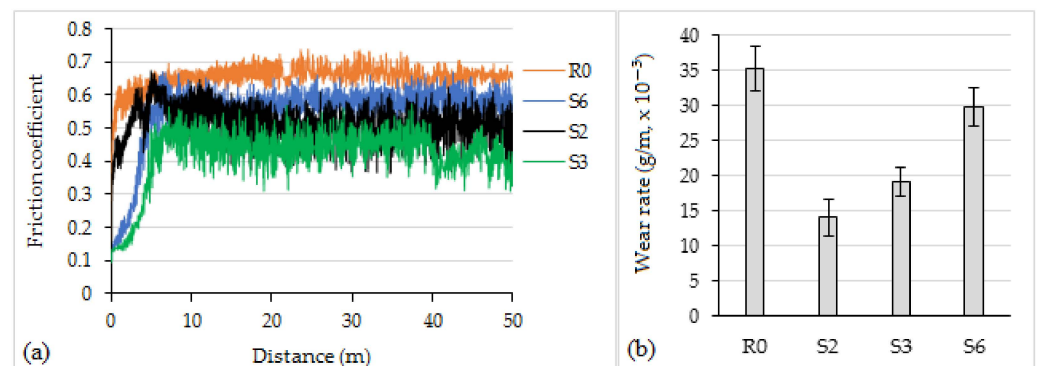 0.8
0.7
0.6
0.5
0.4
0.3
0.2
0.1
0
Friction coefficient
0 10 20 30 40 50
Distance (m)
(a)
R0
S6
S2
S3
40
35
30
25
20
15
10
5
0
Wear rate (g/m, x 10⁻³)
R0 S2 S3 S6
(b)